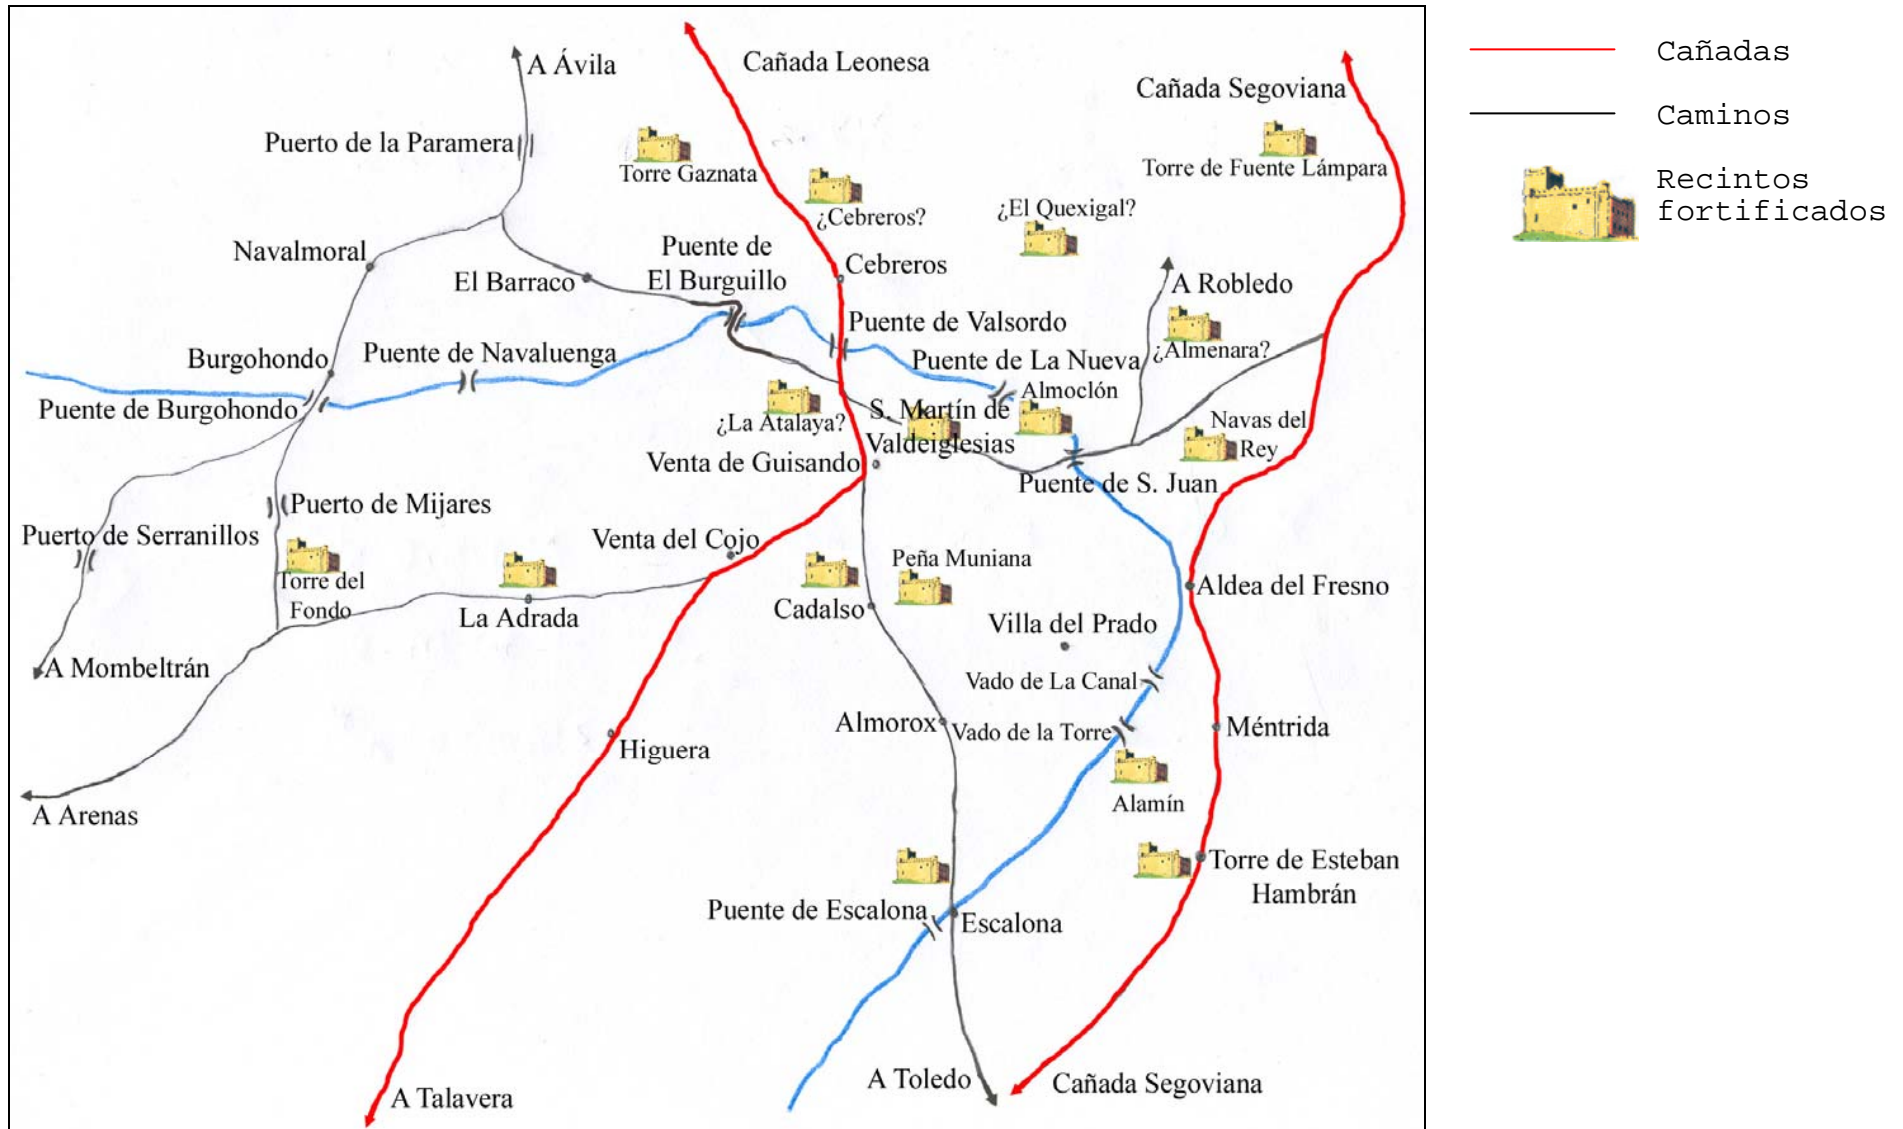 Cañada Leonesa
A Ávila
Cañada Segoviana
Puerto de la Paramera
Torre Gaznata
Torre de Fuente Lámpara
¿Cebreros?
¿El Quexigal?
Navalmoral
Puente de
El Burguillo
El Barraco
Cebreros
A Robledo
Puente de Valsordo
Burgohondo
Puente de Navaluenga
Puente de La Nueva
¿Almenara?
Almoclón
Puente de Burgohondo
¿La Atalaya?
S. Martín de
Valdeiglesias
Navas del
Rey
Venta de Guisando
Puente de S. Juan
Puerto de Mijares
Puerto de Serranillos
Venta del Cojo
Peña Muniana
Torre del
Fondo
La Adrada
Cadalso
Aldea del Fresno
Villa del Prado
A Mombeltrán
Vado de La Canal
Almorox
Vado de la Torre
Méntrida
Higuera
A Arenas
Alamín
Torre de Esteban
Hambrán
Puente de Escalona
Escalona
A Toledo
Cañada Segoviana
A Talavera
Cañadas
Caminos
Recintos
fortificados